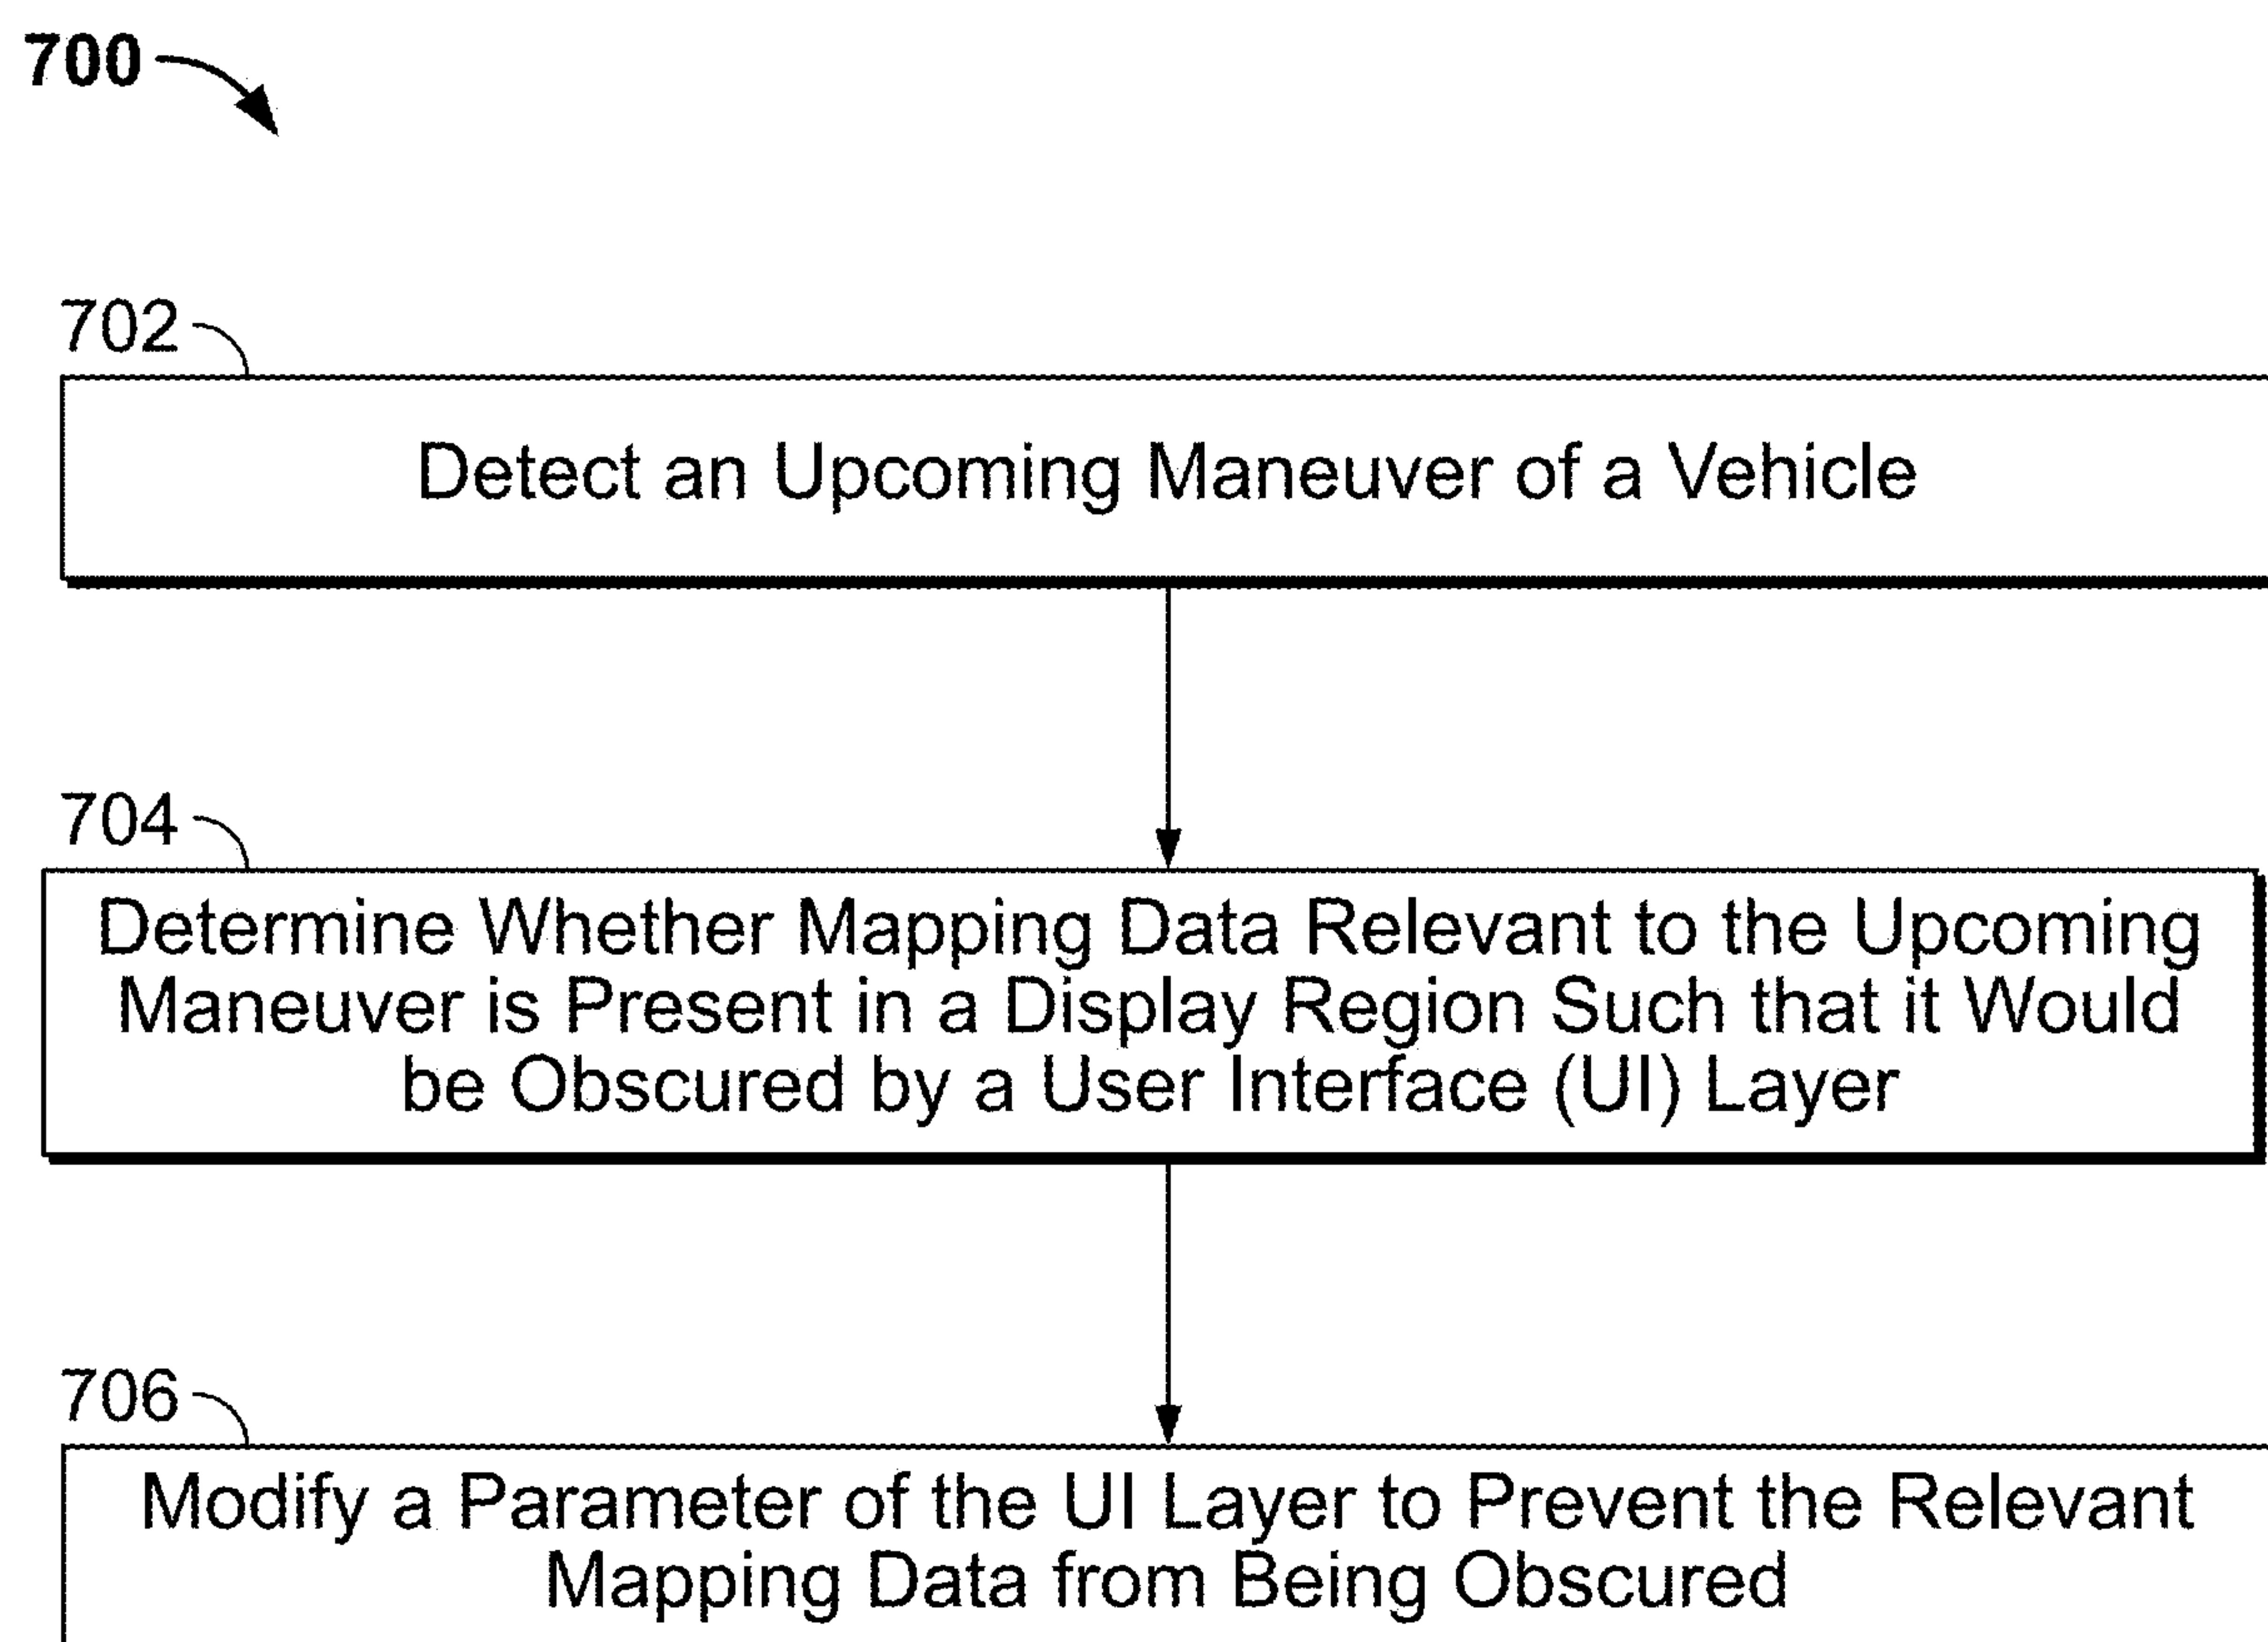 700
702
Detect an Upcoming Maneuver of a Vehicle
704
Determine Whether Mapping Data Relevant to the Upcoming
Maneuver is Present in a Display Region Such that it Would
be Obscured by a User Interface (UI) Layer
706
Modify a Parameter of the UI Layer to Prevent the Relevant
Mapping Data from Being Obscured